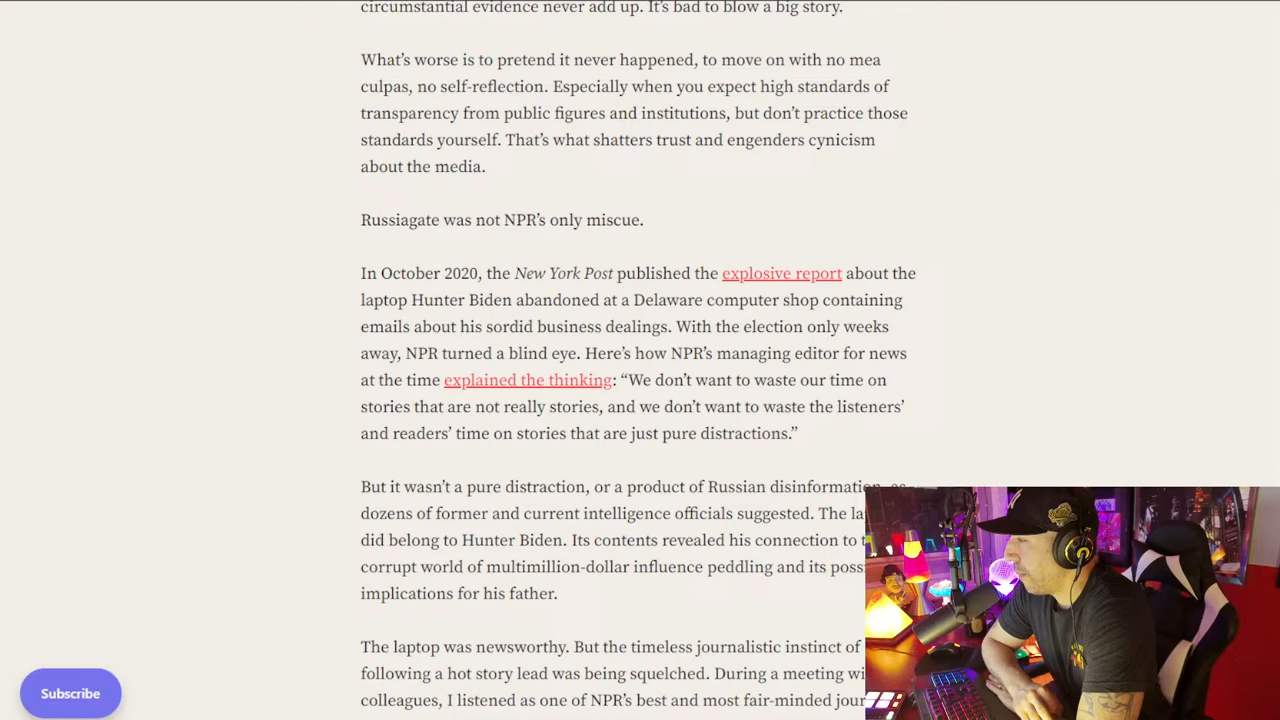 circumstantial evidence never add up. It's bad to blow a big story.
What's worse is to pretend it never happened, to move on with no mea
culpas, no self-reflection. Especially when you expect high standards of
transparency from public figures and institutions, but don't practice those
standards yourself. That's what shatters trust and engenders cynicism
about the media.
Russiagate was not NPR's only miscue.
In October 2020, the New York Post published the explosive report about the
laptop Hunter Biden abandoned at a Delaware computer shop containing
emails about his sordid business dealings. With the election only weeks
away, NPR turned a blind eye. Here's how NPR's managing editor for news
at the time explained the thinking: “We don't want to waste our time on
stories that are not really stories, and we don't want to waste the listeners'
and readers' time on stories that are just pure distractions.”
But it wasn't a pure distraction, or a product of Russian disinformation, as
dozens of former and current intelligence officials suggested. The la
did belong to Hunter Biden. Its contents revealed his connection to t
corrupt world of multimillion-dollar influence peddling and its poss
implications for his father.
The laptop was newsworthy. But the timeless journalistic instinct of
following a hot story lead was being squelched. During a meeting wi
colleagues, I listened as one of NPR's best and most fair-minded jour
Subscribe